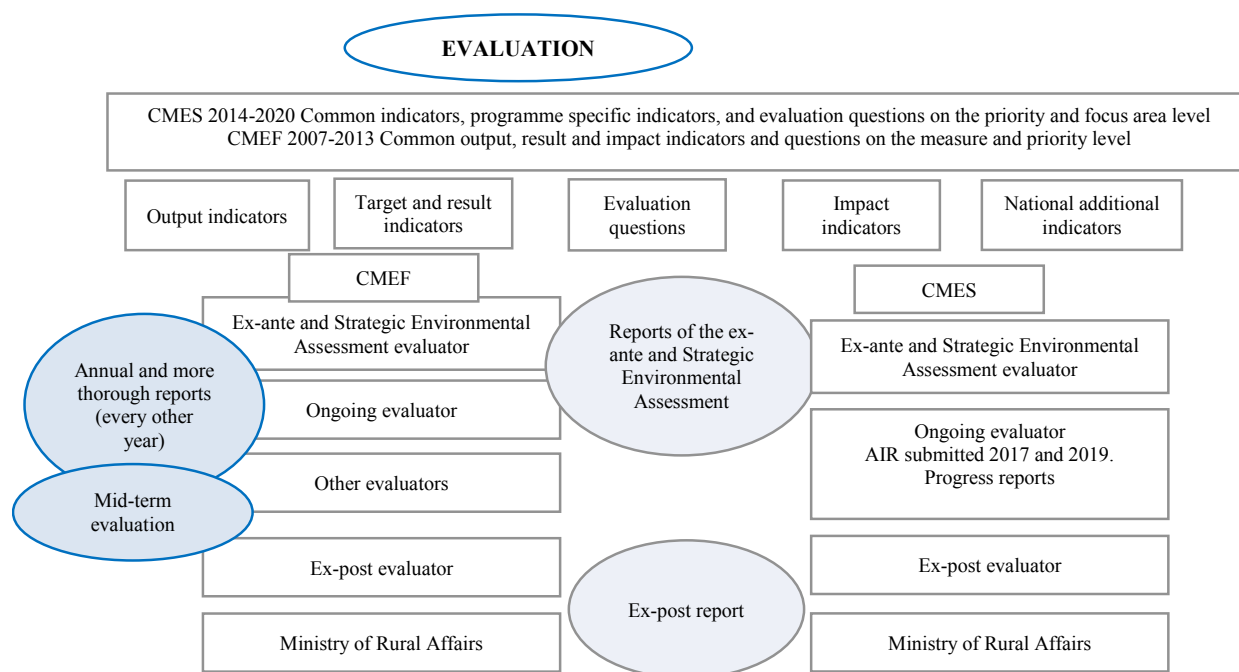 EVALUATION
CMES 2014-2020 Common indicators, programme specific indicators, and evaluation questions on the priority and focus area level
CMEF 2007-2013 Common output, result and impact indicators and questions on the measure and priority level
Output indicators
Target and result
indicators
Evaluation
questions
Impact
indicators
National additional
indicators
CMEF
CMES
Ex-ante and Strategic Environmental
Assessment evaluator
Reports of the ex-
ante and Strategic
Environmental
Assessment
Ex-ante and Strategic Environmental
Assessment evaluator
Annual and more
thorough reports
(every other
year)
Ongoing evaluator
Ongoing evaluator
AIR submitted 2017 and 2019.
Progress reports
Other evaluators
Mid-term
evaluation
Ex-post evaluator
Ex-post report
Ex-post evaluator
Ministry of Rural Affairs
Ministry of Rural Affairs